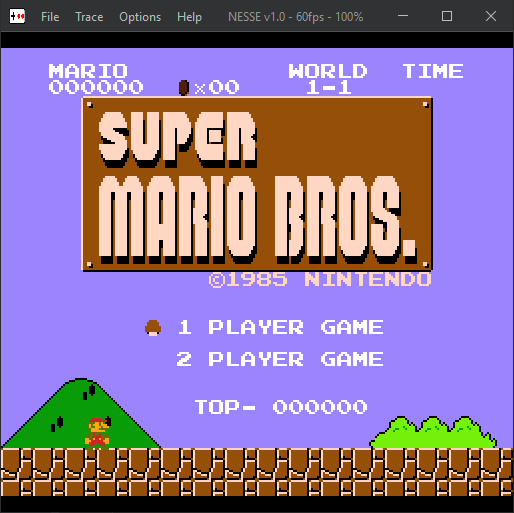 File Trace Options Help NESSE v1.0 - 60fps - 100%
MARIO WORLD TIME
000000 ×00 1-1
SUPER
MARIO BROS.
©1985 NINTENDO
1 PLAYER GAME
2 PLAYER GAME
TOP- 000000